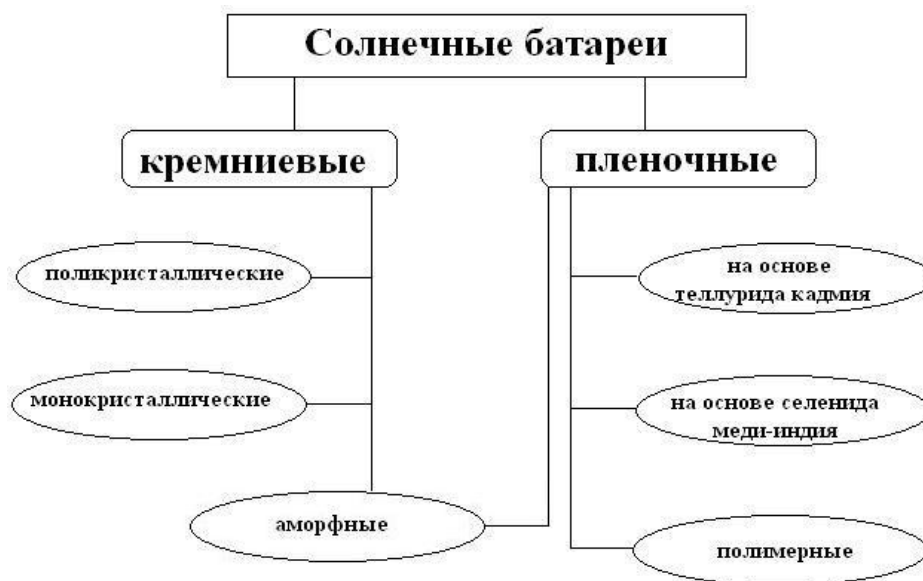 Солнечные батареи
кремниевые
пленочные
поликристаллические
на основе
теллурида кадмия
монокристаллические
на основе селенида
меди-индия
аморфные
полимерные